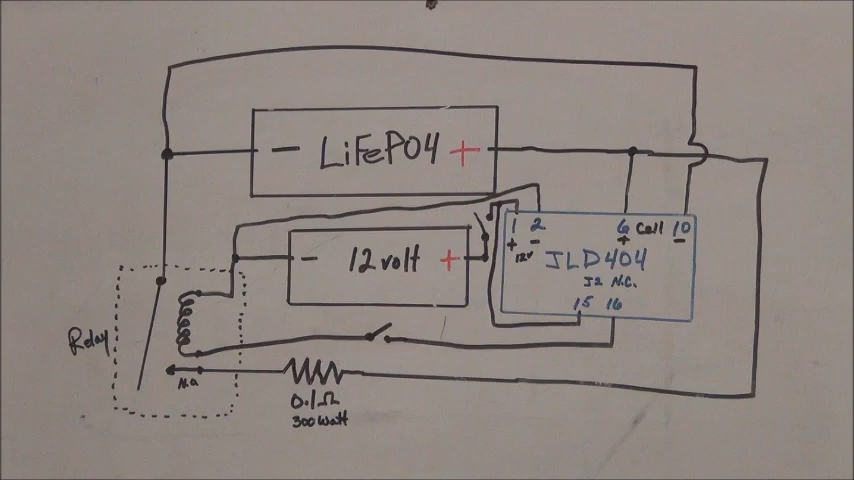 − LiFePO4 +
1 2 6 Cell 10
+ − + −
12V
− 12 volt +
JLD404
J2 N.C.
15 16
Relay
N.O.
0.1Ω
300 Watt